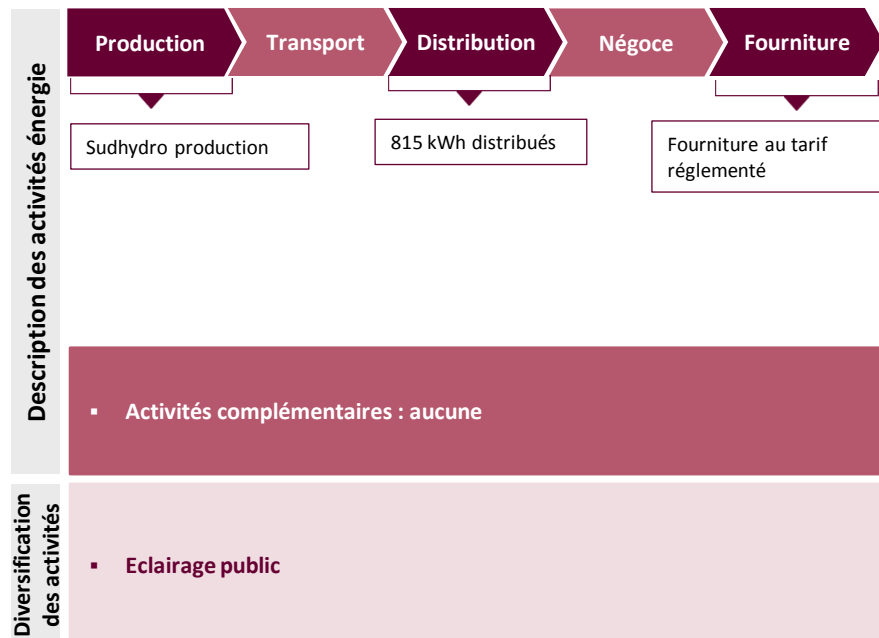 Production
Transport
Distribution
Négoce
Fourniture
Description des activités énergie
Sudhydro production
815 kWh distribués
Fourniture au tarif
réglementé
▪ Activités complémentaires : aucune
Diversification
des activités
▪ Eclairage public